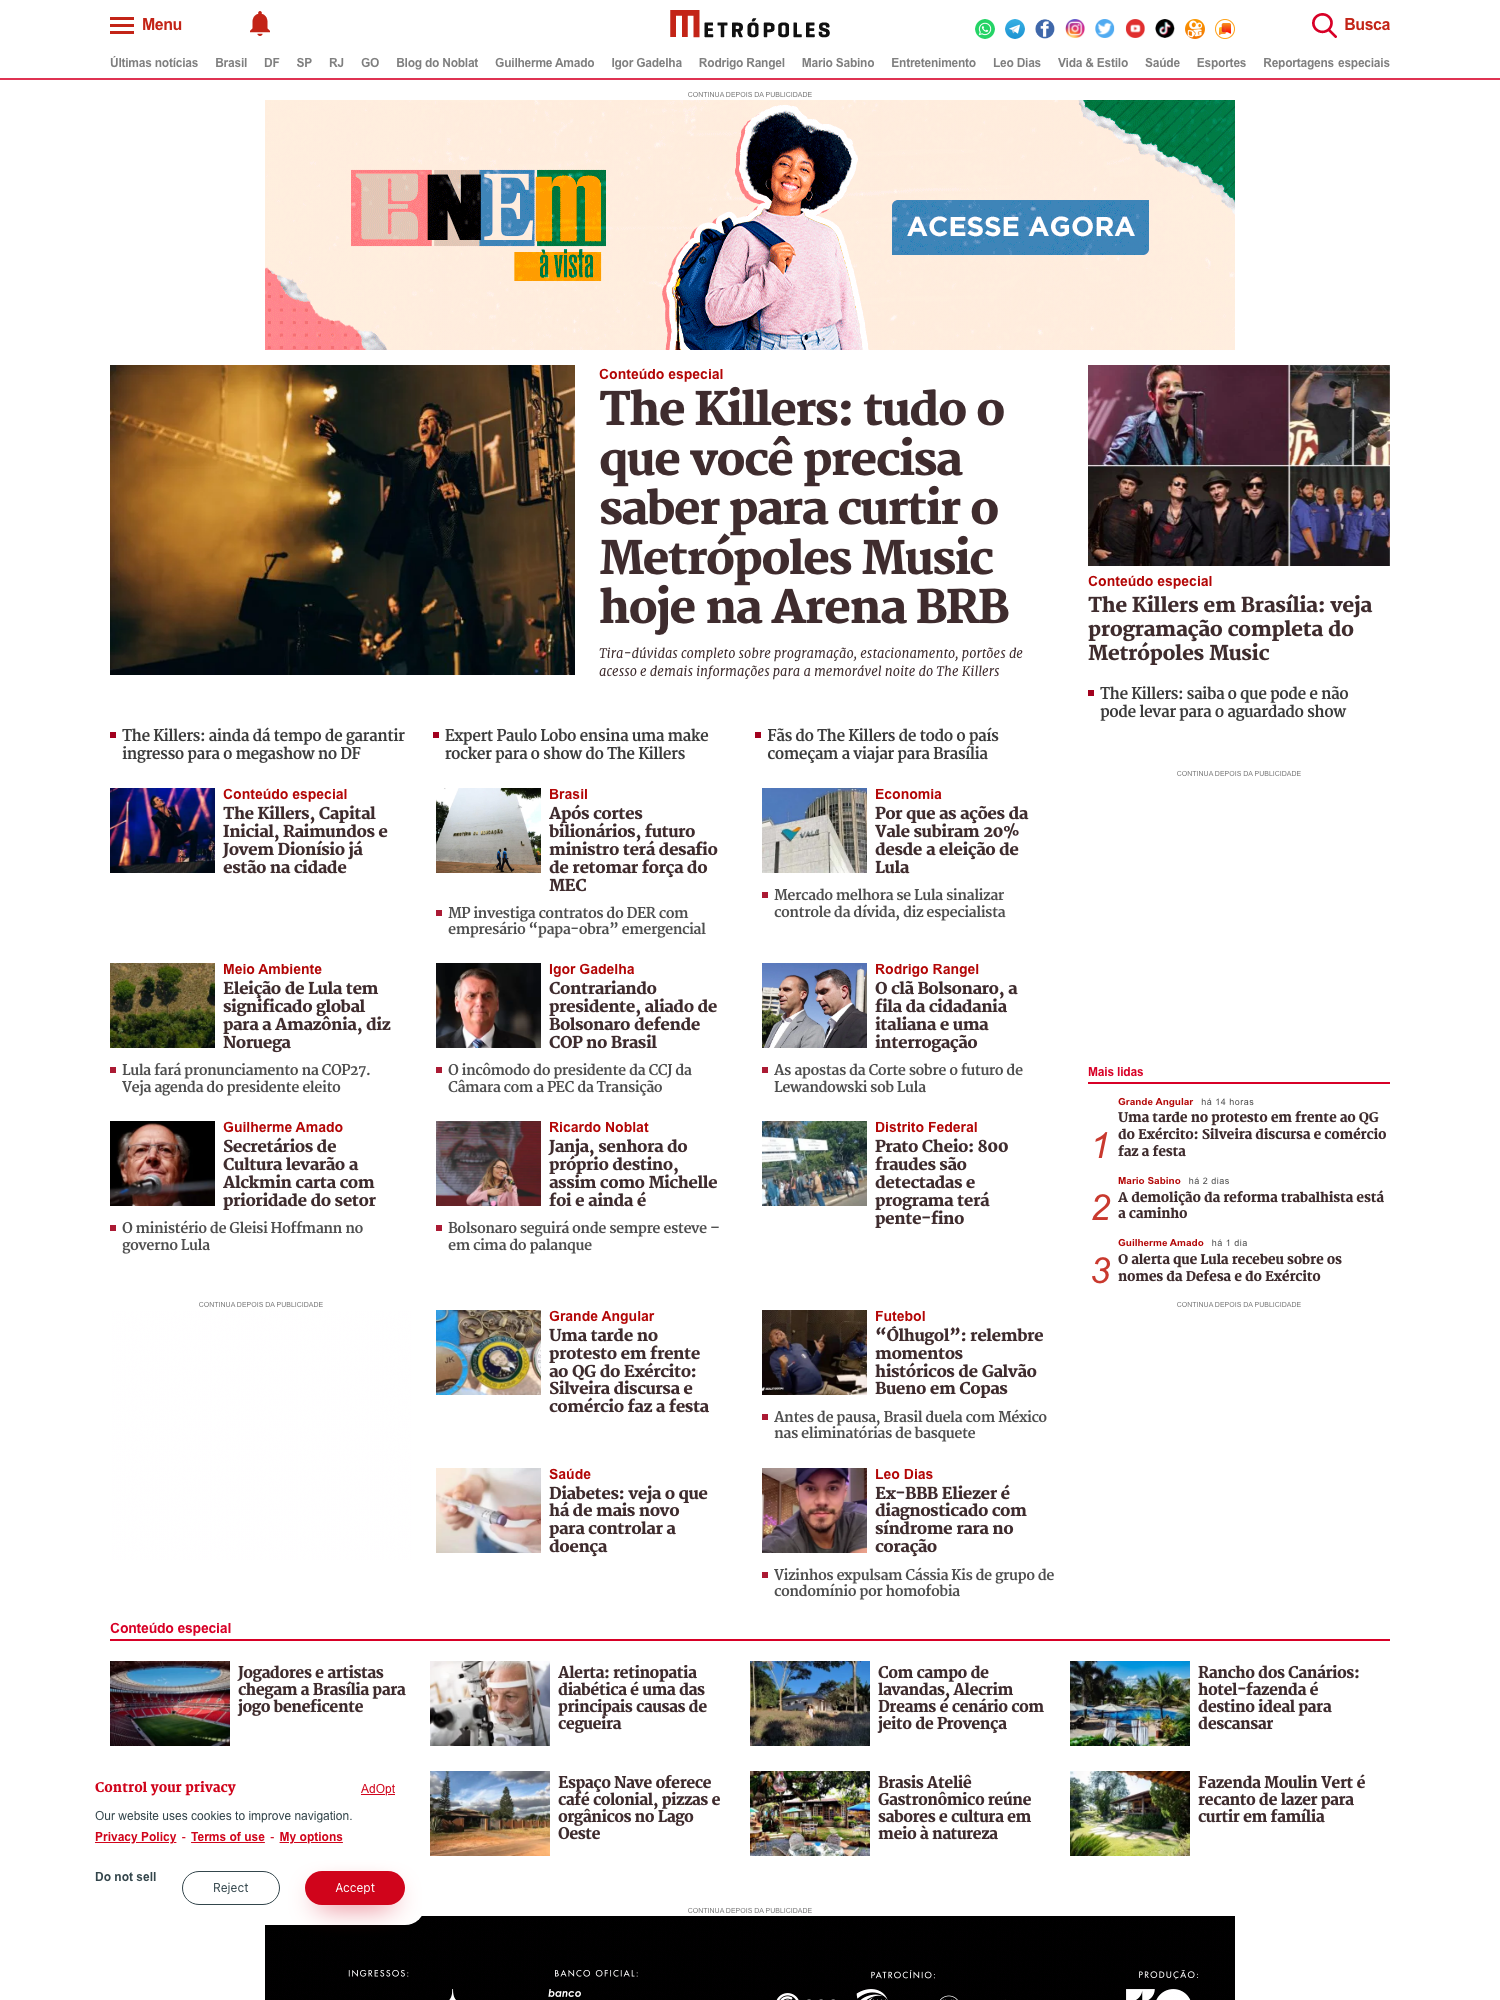 Menu
METRÓPOLES
Busca
Últimas notícias Brasil DF SP RJ GO Blog do Noblat Guilherme Amado Igor Gadelha Rodrigo Rangel Mario Sabino Entretenimento Leo Dias Vida & Estilo Saúde Esportes Reportagens especiais
CONTINUA DEPOIS DA PUBLICIDADE
ENEM
à vista
ACESSE AGORA
Conteúdo especial
The Killers: tudo o
que você precisa
saber para curtir o
Metrópoles Music
hoje na Arena BRB
Tira-dúvidas completo sobre programação, estacionamento, portões de
acesso e demais informações para a memorável noite do The Killers
Conteúdo especial
The Killers em Brasília: veja
programação completa do
Metrópoles Music
The Killers: saiba o que pode e não
pode levar para o aguardado show
The Killers: ainda dá tempo de garantir
ingresso para o megashow no DF
Expert Paulo Lobo ensina uma make
rocker para o show do The Killers
Fãs do The Killers de todo o país
começam a viajar para Brasília
CONTINUA DEPOIS DA PUBLICIDADE
Conteúdo especial
The Killers, Capital
Inicial, Raimundos e
Jovem Dionísio já
estão na cidade
Brasil
Após cortes
bilionários, futuro
ministro terá desafio
de retomar força do
MEC
MP investiga contratos do DER com
empresário “papa-obra” emergencial
VALE
Economia
Por que as ações da
Vale subiram 20%
desde a eleição de
Lula
Mercado melhora se Lula sinalizar
controle da dívida, diz especialista
Meio Ambiente
Eleição de Lula tem
significado global
para a Amazônia, diz
Noruega
Lula fará pronunciamento na COP27.
Veja agenda do presidente eleito
Igor Gadelha
Contrariando
presidente, aliado de
Bolsonaro defende
COP no Brasil
O incômodo do presidente da CCJ da
Câmara com a PEC da Transição
Rodrigo Rangel
O clã Bolsonaro, a
fila da cidadania
italiana e uma
interrogação
As apostas da Corte sobre o futuro de
Lewandowski sob Lula
Guilherme Amado
Secretários de
Cultura levarão a
Alckmin carta com
prioridade do setor
O ministério de Gleisi Hoffmann no
governo Lula
Ricardo Noblat
Janja, senhora do
próprio destino,
assim como Michelle
foi e ainda é
Bolsonaro seguirá onde sempre esteve –
em cima do palanque
Distrito Federal
Prato Cheio: 800
fraudes são
detectadas e
programa terá
pente-fino
Mais lidas
Grande Angular há 14 horas
1
Uma tarde no protesto em frente ao QG
do Exército: Silveira discursa e comércio
faz a festa
Mario Sabino há 2 dias
2
A demolição da reforma trabalhista está
a caminho
Guilherme Amado há 1 dia
3
O alerta que Lula recebeu sobre os
nomes da Defesa e do Exército
CONTINUA DEPOIS DA PUBLICIDADE
CONTINUA DEPOIS DA PUBLICIDADE
JK
Grande Angular
Uma tarde no
protesto em frente
ao QG do Exército:
Silveira discursa e
comércio faz a festa
Futebol
“Ólhugol”: relembre
momentos
históricos de Galvão
Bueno em Copas
Antes de pausa, Brasil duela com México
nas eliminatórias de basquete
Saúde
Diabetes: veja o que
há de mais novo
para controlar a
doença
Leo Dias
Ex-BBB Eliezer é
diagnosticado com
síndrome rara no
coração
Vizinhos expulsam Cássia Kis de grupo de
condomínio por homofobia
Conteúdo especial
Jogadores e artistas
chegam a Brasília para
jogo beneficente
Alerta: retinopatia
diabética é uma das
principais causas de
cegueira
Com campo de
lavandas, Alecrim
Dreams é cenário com
jeito de Provença
Rancho dos Canários:
hotel-fazenda é
destino ideal para
descansar
Espaço Nave oferece
café colonial, pizzas e
orgânicos no Lago
Oeste
Brasis Ateliê
Gastronômico reúne
sabores e cultura em
meio à natureza
Fazenda Moulin Vert é
recanto de lazer para
curtir em família
Control your privacy
AdOpt
Our website uses cookies to improve navigation.
Privacy Policy - Terms of use - My options
Do not sell
Reject
Accept
CONTINUA DEPOIS DA PUBLICIDADE
INGRESSOS:
BANCO OFICIAL:
PATROCÍNIO:
PRODUÇÃO:
banco